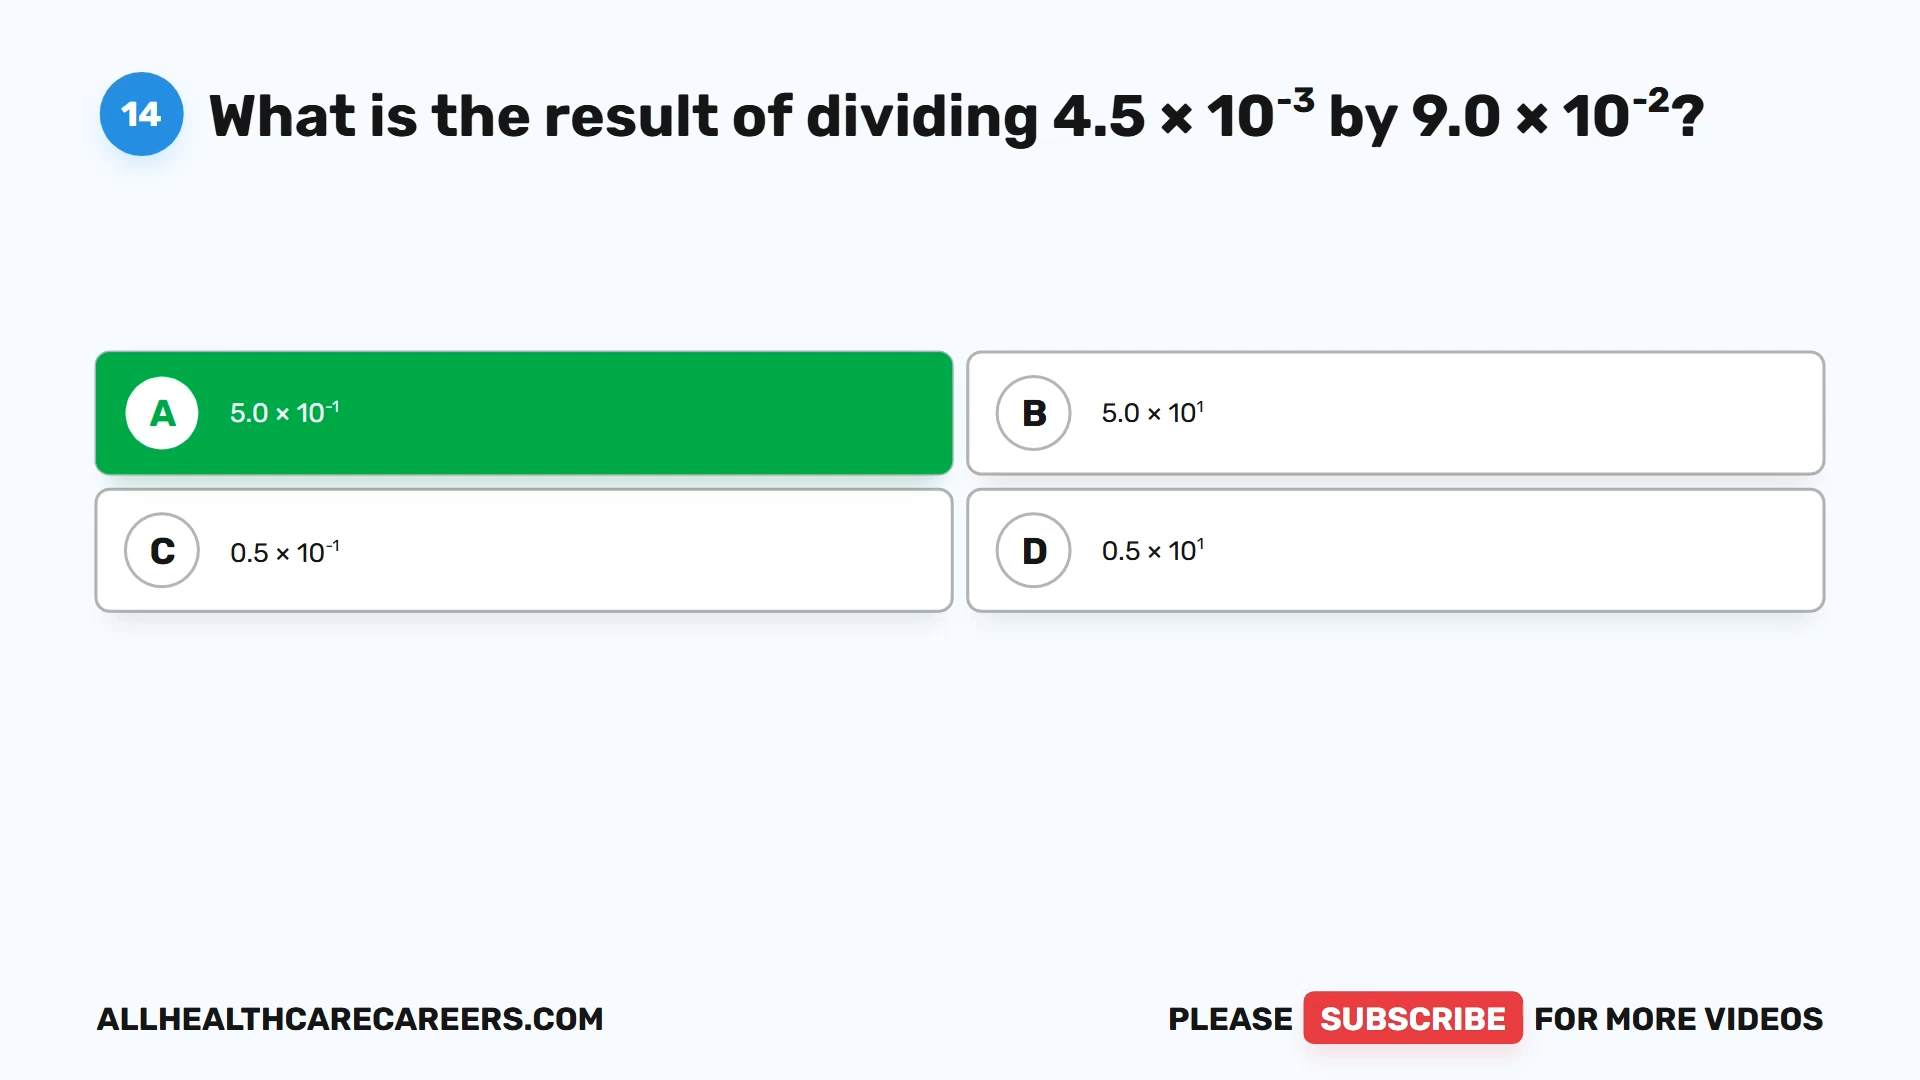 14 What is the result of dividing 4.5 × 10⁻³ by 9.0 × 10⁻²?
A 5.0 × 10⁻¹
B 5.0 × 10¹
C 0.5 × 10⁻¹
D 0.5 × 10¹
ALLHEALTHCARECAREERS.COM
PLEASE SUBSCRIBE FOR MORE VIDEOS